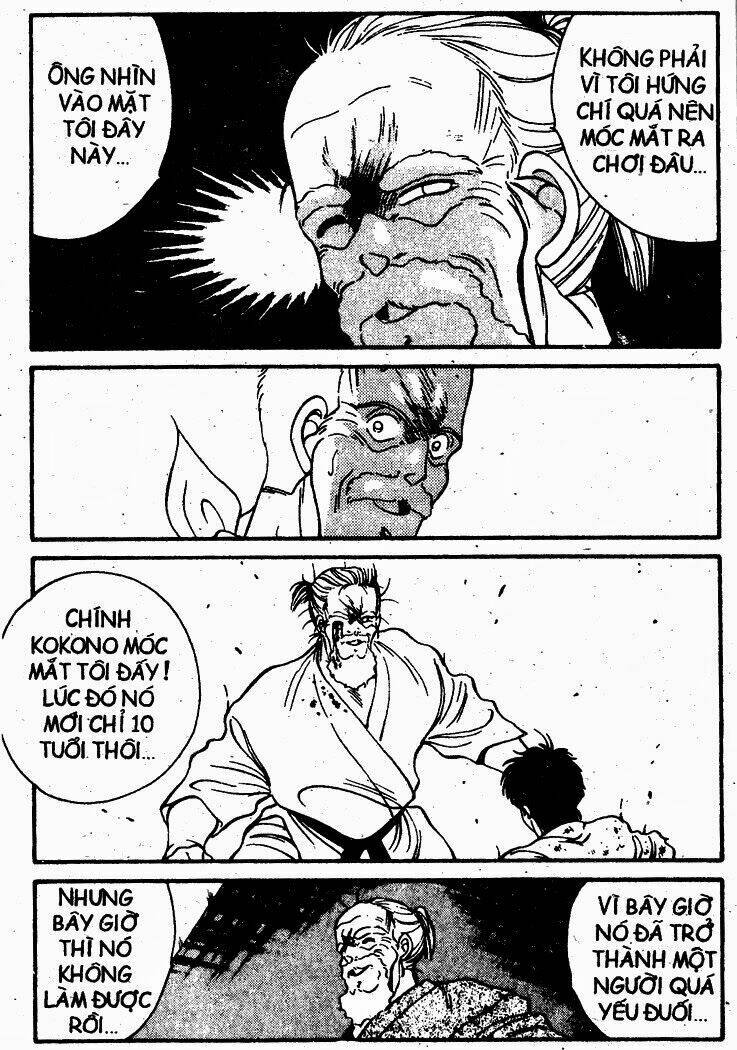 ÔNG NHÌN
VÀO MẶT
TÔI ĐÂY
NÀY...
KHÔNG PHẢI
VÌ TÔI HỨNG
CHÍ QUÁ NÊN
MÓC MẮT RA
CHƠI ĐÂU...
CHÍNH
KOKONO MÓC
MẮT TÔI ĐẤY!
LÚC ĐÓ NÓ
MỚI CHỈ 10
TUỔI THÔI...
NHƯNG
BÂY GIỜ
THÌ NÓ
KHÔNG
LÀM ĐƯỢC
RỒI...
VÌ BÂY GIỜ
NÓ ĐÃ TRỞ
THÀNH MỘT
NGƯỜI QUÁ
YẾU ĐUỐI...